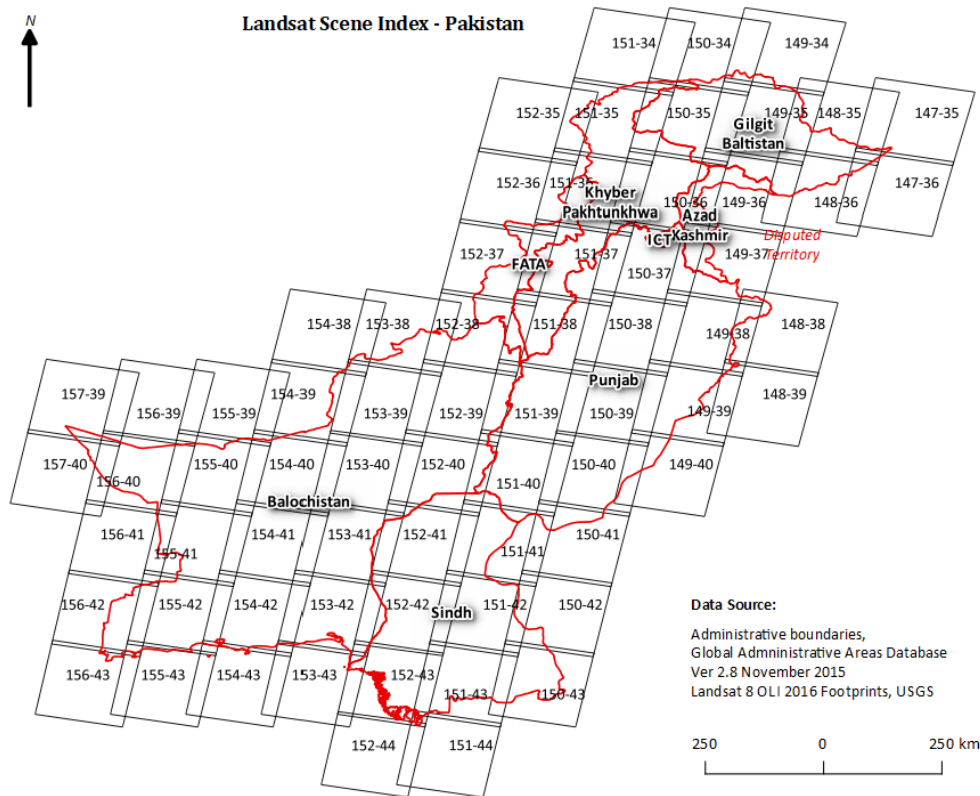 Landsat Scene Index - Pakistan
N
151-34 150-34 149-34
152-35 151-35 150-35 149-35 148-35 147-35
Gilgit
Baltistan
152-36 151-36 150-36 149-36 148-36 147-36
Khyber
Pakhtunkhwa
Azad
Kashmir
ICT
Disputed
Territory
152-37 151-37 150-37 149-37
FATA
154-38 153-38 152-38 151-38 150-38 149-38 148-38
Punjab
157-39 156-39 155-39 154-39 153-39 152-39 151-39 150-39 149-39 148-39
157-40 156-40 155-40 154-40 153-40 152-40 151-40 150-40 149-40
Balochistan
156-41 155-41 154-41 153-41 152-41 151-41 150-41
156-42 155-42 154-42 153-42 152-42 151-42 150-42
Sindh
156-43 155-43 154-43 153-43 152-43 151-43 150-43
152-44 151-44
Data Source:
Administrative boundaries,
Global Admninistrative Areas Database
Ver 2.8 November 2015
Landsat 8 OLI 2016 Footprints, USGS
250 0 250 km